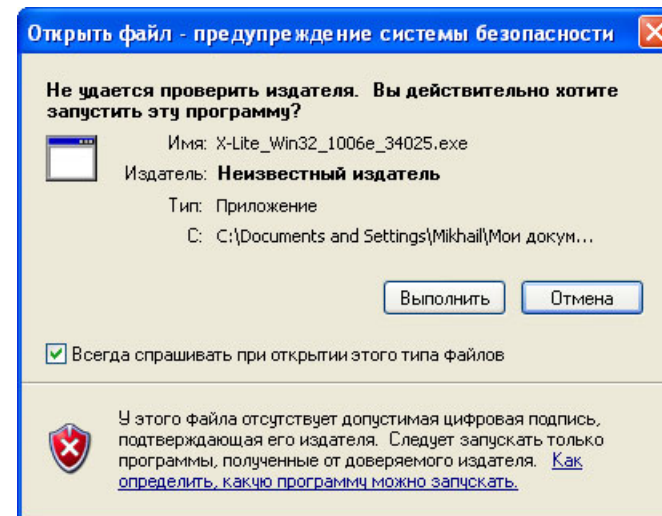 Открыть файл - предупреждение системы безопасности
Не удается проверить издателя. Вы действительно хотите
запустить эту программу?
Имя: X-Lite_Win32_1006e_34025.exe
Издатель: Неизвестный издатель
Тип: Приложение
С: C:\Documents and Settings\Mikhail\Мои докум...
Выполнить Отмена
Всегда спрашивать при открытии этого типа файлов
У этого файла отсутствует допустимая цифровая подпись,
подтверждающая его издателя. Следует запускать только
программы, полученные от доверяемого издателя. Как
определить, какую программу можно запускать.